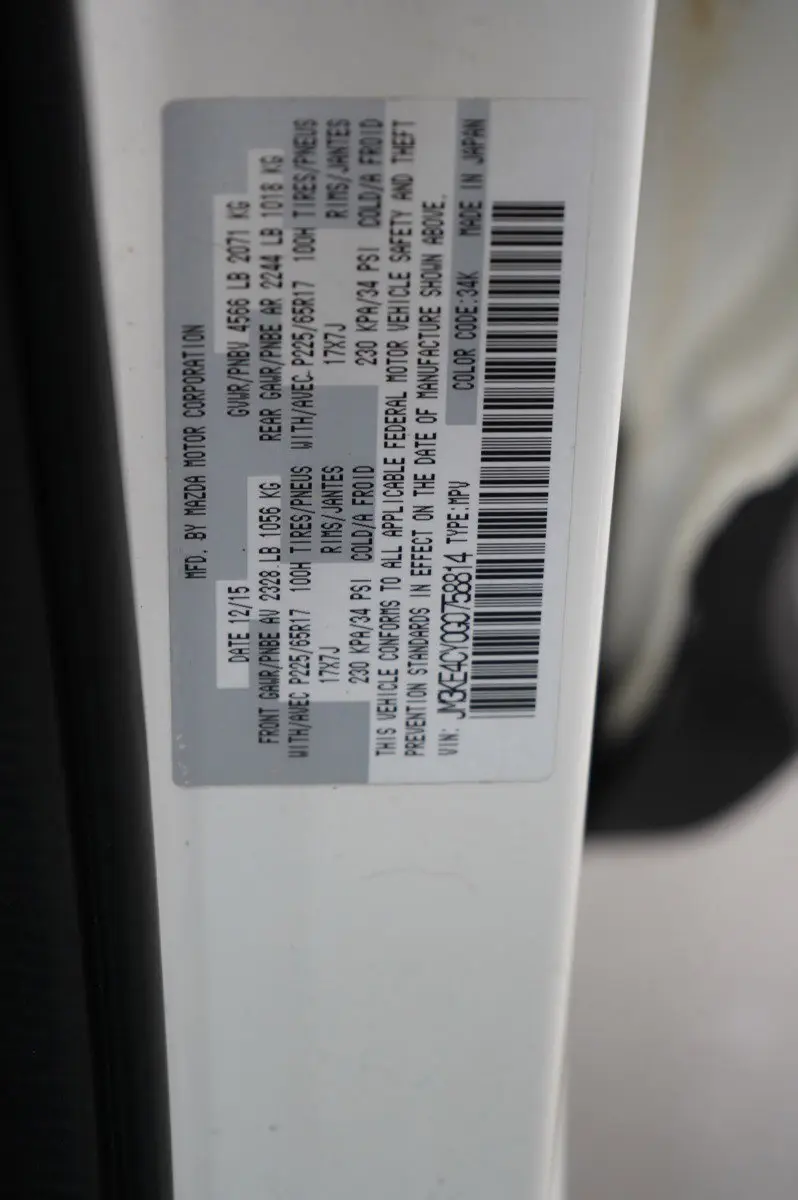 MFD. BY MAZDA MOTOR CORPORATION
DATE 12/15 GVWR/PNBV 4566 LB 2071 KG
FRONT GAWR/PNBE AV 2328 LB 1056 KG REAR GAWR/PNBE AR 2244 LB 1018 KG
WITH/AVEC P225/65R17 100H TIRES/PNEUS WITH/AVEC P225/65R17 100H TIRES/PNEUS
17X7J RIMS/JANTES 17X7J RIMS/JANTES
230 KPA/34 PSI COLD/A FROID 230 KPA/34 PSI COLD/A FROID
THIS VEHICLE CONFORMS TO ALL APPLICABLE FEDERAL MOTOR VEHICLE SAFETY AND THEFT
PREVENTION STANDARDS IN EFFECT ON THE DATE OF MANUFACTURE SHOWN ABOVE.
VIN: JM3KE4CY0G0758814 TYPE:MPV COLOR CODE:34K MADE IN JAPAN